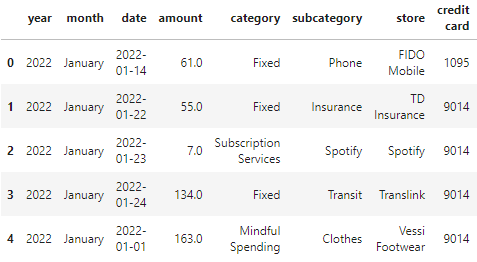 year month date amount category subcategory store credit card
0 2022 January 2022-01-14 61.0 Fixed Phone FIDO Mobile 1095
1 2022 January 2022-01-22 55.0 Fixed Insurance TD Insurance 9014
2 2022 January 2022-01-23 7.0 Subscription Services Spotify Spotify 9014
3 2022 January 2022-01-24 134.0 Fixed Transit Translink 9014
4 2022 January 2022-01-01 163.0 Mindful Spending Clothes Vessi Footwear 9014